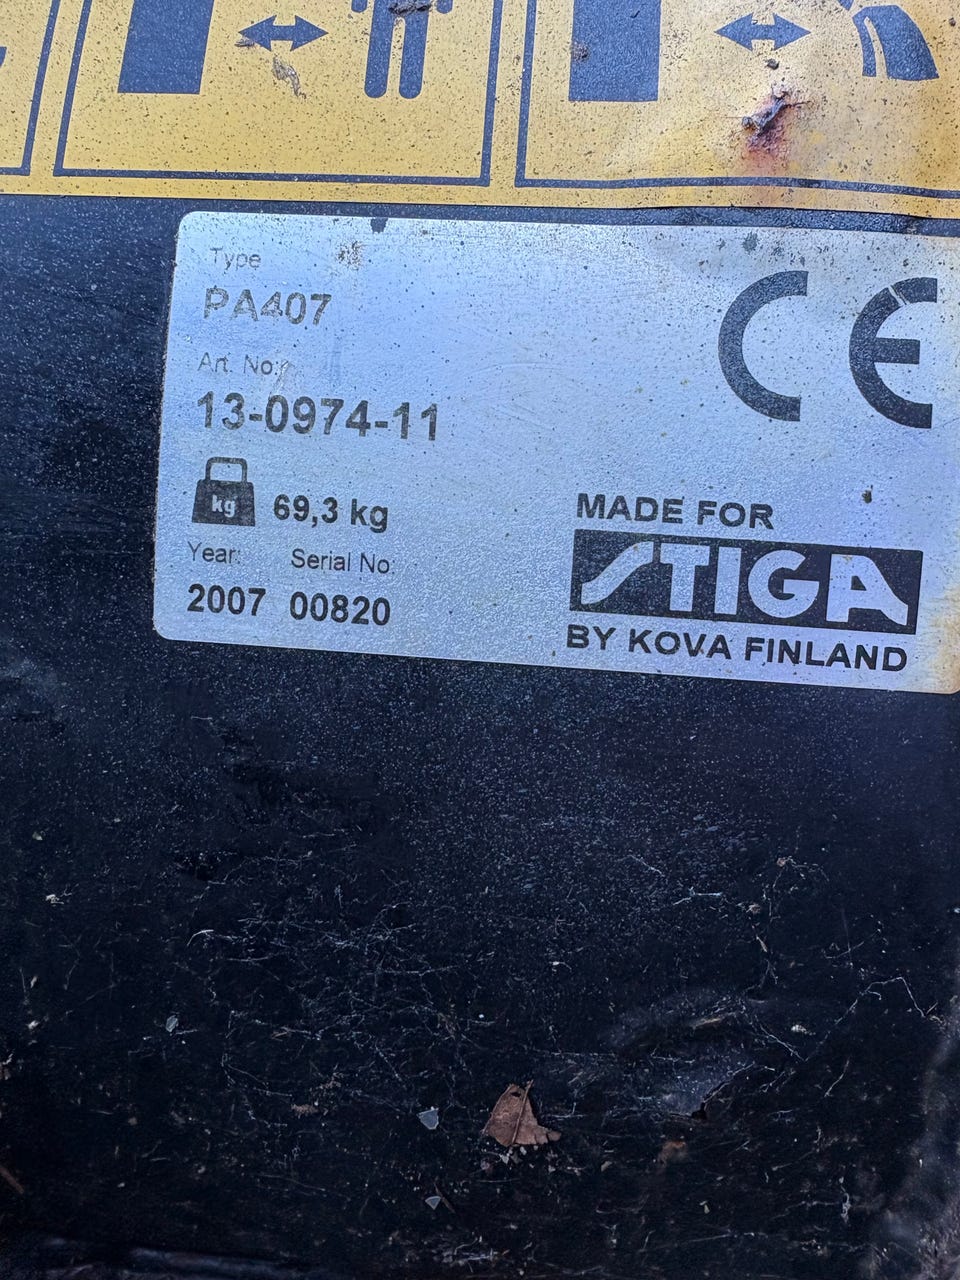 Type
PA407
Art. No:
13-0974-11
kg 69,3 kg
Year: Serial No:
2007 00820
CE
MADE FOR
STIGA
BY KOVA FINLAND